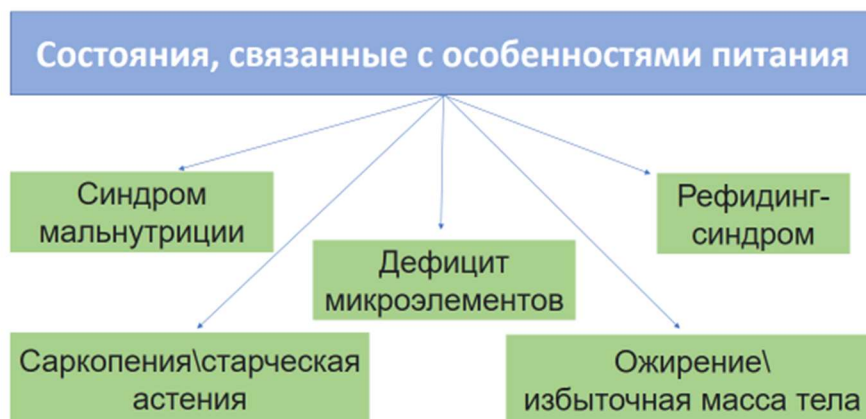 Состояния, связанные с особенностями питания
Синдром
мальнутриции
Рефидинг-
синдром
Дефицит
микроэлементов
Саркопения\старческая
астения
Ожирение\
избыточная масса тела